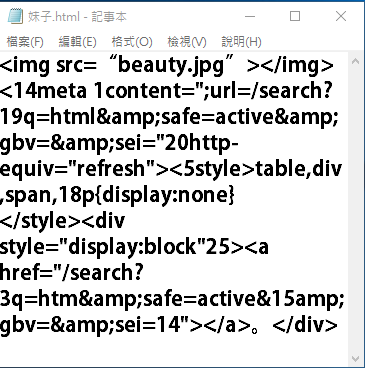 妹子.html - 記事本
檔案(F) 編輯(E) 格式(O) 檢視(V) 說明(H)
<img src=“beauty.jpg”></img>
<14meta 1content=";url=/search?
19q=html&amp;safe=active&amp;
gbv=&amp;sei="20http-
equiv="refresh"><5style>table,div
,span,18p{display:none}
</style><div
style="display:block"25><a
href="/search?
3q=htm&amp;safe=active&15amp;
gbv=&amp;sei=14"></a>。</div>